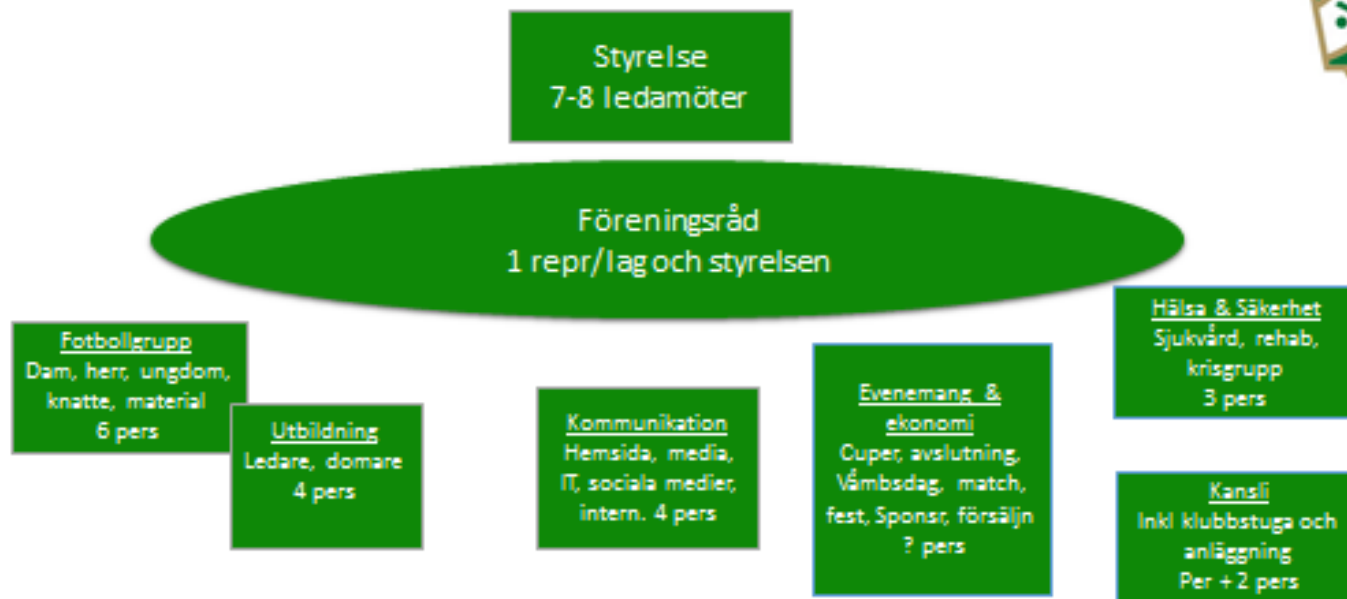 Styrelse
7-8 ledamöter
Föreningsråd
1 repr/lag och styrelsen
Fotbollgrupp
Dam, herr, ungdom,
knatte, material
6 pers
Utbildning
Ledare, domare
4 pers
Kommunikation
Hemsida, media,
IT, sociala medier,
intern. 4 pers
Evenemang &
ekonomi
Cuper, avslutning,
Våmbsdag, match,
fest, Sponsr, försäljn
? pers
Hälsa & Säkerhet
Sjukvård, rehab,
krisgrupp
3 pers
Kansli
Inkl klubbstuga och
anläggning
Per + 2 pers